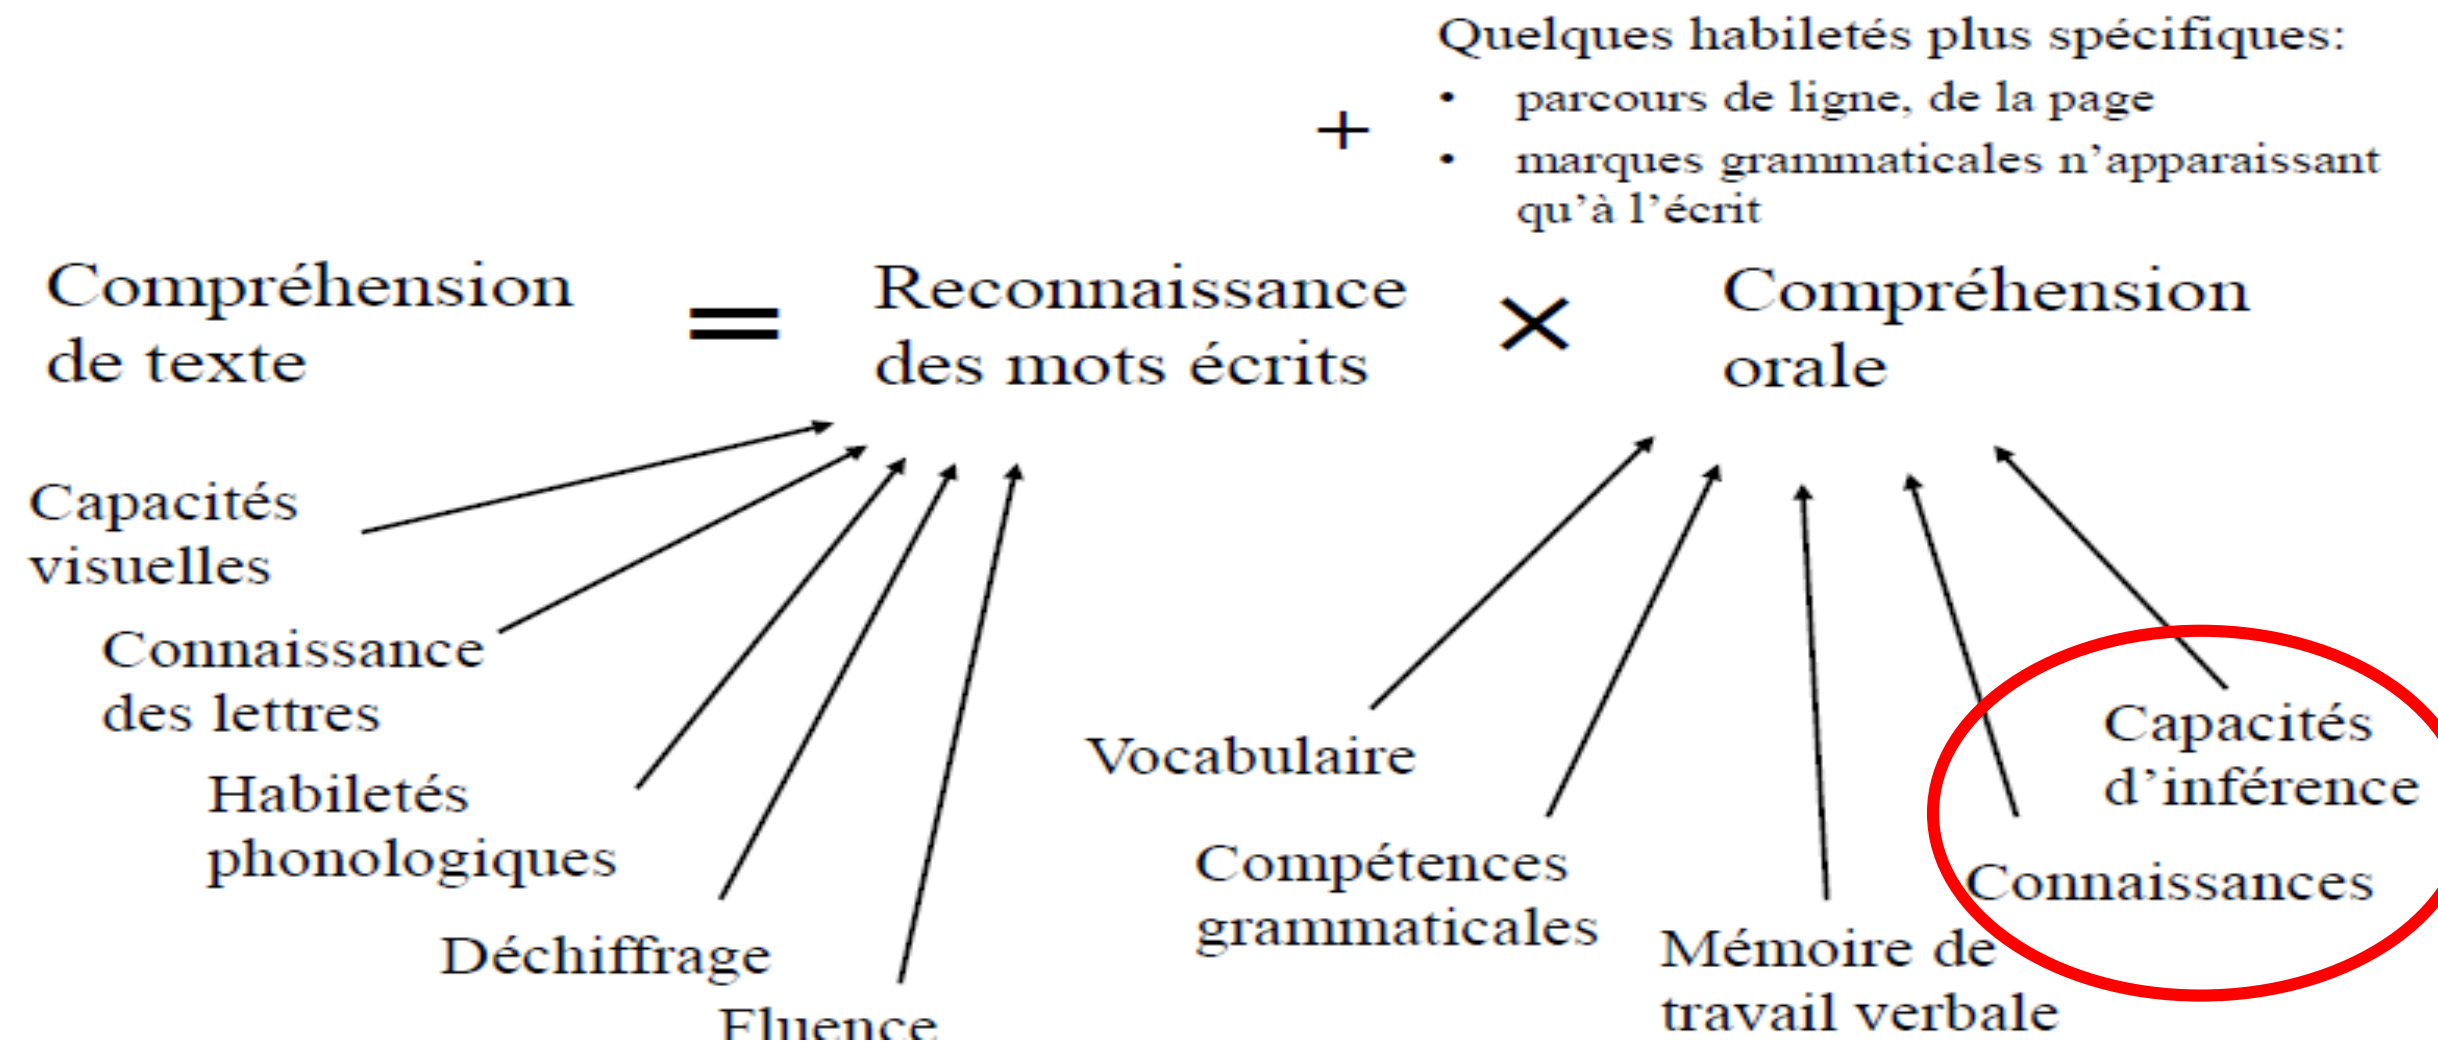 Quelques habiletés plus spécifiques:
+
• parcours de ligne, de la page
• marques grammaticales n'apparaissant
qu'à l'écrit
Compréhension
de texte
=
Reconnaissance
des mots écrits
×
Compréhension
orale
Capacités
visuelles
Connaissance
des lettres
Habiletés
phonologiques
Déchiffrage
Fluence
Vocabulaire
Compétences
grammaticales
Mémoire de
travail verbale
Connaissances
Capacités
d'inférence